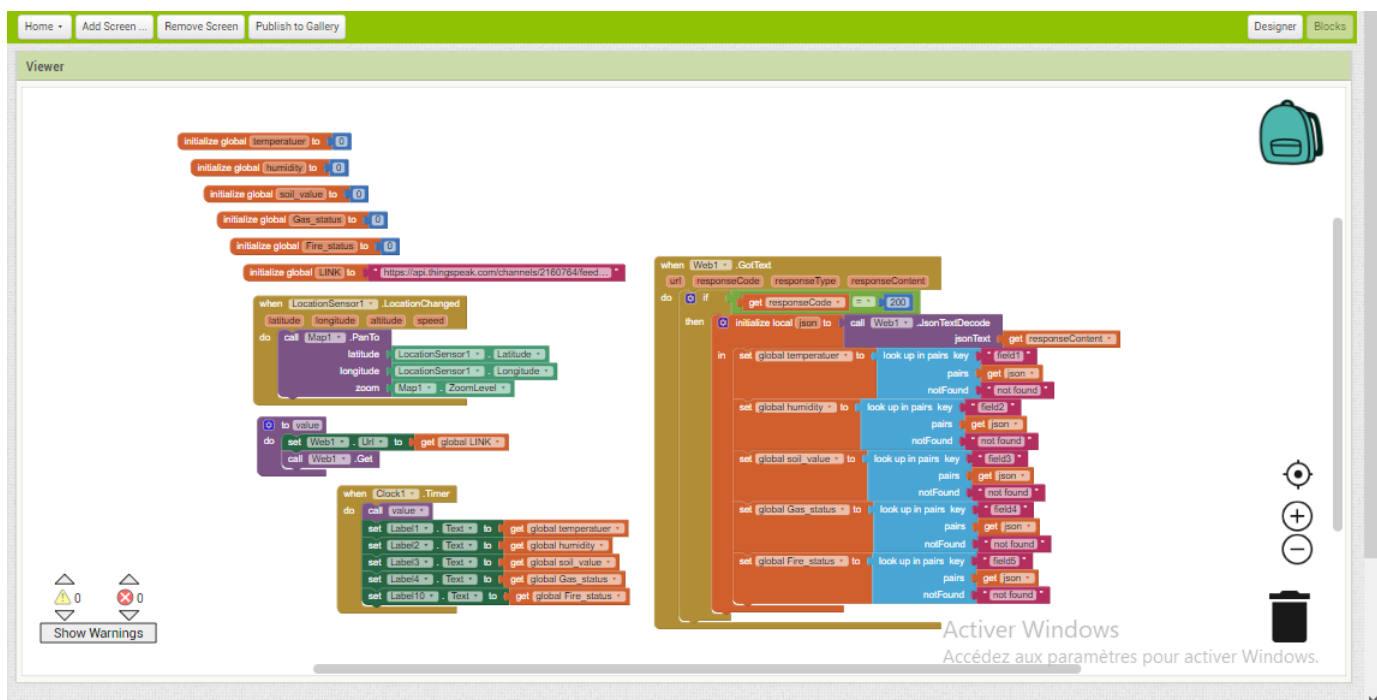 Home Add Screen ... Remove Screen Publish to Gallery Designer Blocks
Viewer
initialize global temperatuer to 0
initialize global humidity to 0
initialize global soil_value to 0
initialize global Gas_status to 0
initialize global Fire_status to 0
initialize global LINK to " https://api.thingspeak.com/channels/2160764/feed... "
when LocationSensor1 .LocationChanged
latitude longitude altitude speed
do call Map1 .PanTo
latitude LocationSensor1 . Latitude
longitude LocationSensor1 . Longitude
zoom Map1 . ZoomLevel
to value
do set Web1 . Url to get global LINK
call Web1 .Get
when Clock1 .Timer
do call value
set Label1 . Text to get global temperatuer
set Label2 . Text to get global humidity
set Label3 . Text to get global soil_value
set Label4 . Text to get global Gas_status
set Label10 . Text to get global Fire_status
when Web1 .GotText
url responseCode responseType responseContent
do if get responseCode = 200
then initialize local json to call Web1 .JsonTextDecode
jsonText get responseContent
in set global temperatuer to look up in pairs key " field1 "
pairs get json
notFound " not found "
set global humidity to look up in pairs key " field2 "
pairs get json
notFound " not found "
set global soil_value to look up in pairs key " field3 "
pairs get json
notFound " not found "
set global Gas_status to look up in pairs key " field4 "
pairs get json
notFound " not found "
set global Fire_status to look up in pairs key " field5 "
pairs get json
notFound " not found "
0 0
Show Warnings
Activer Windows
Accédez aux paramètres pour activer Windows.